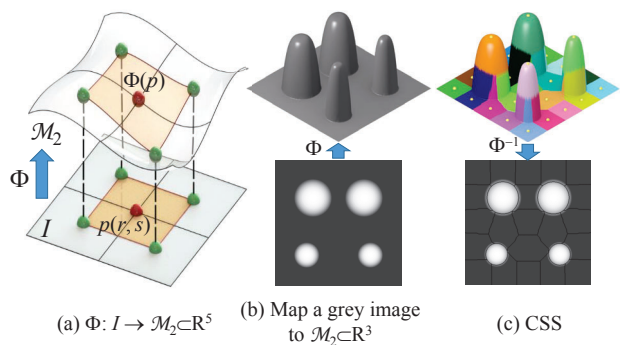 Φ(p)
ℳ₂
Φ
p(r, s)
I
(a) Φ: I → ℳ₂⊂R⁵
Φ
(b) Map a grey image
to ℳ₂⊂R³
Φ⁻¹
(c) CSS